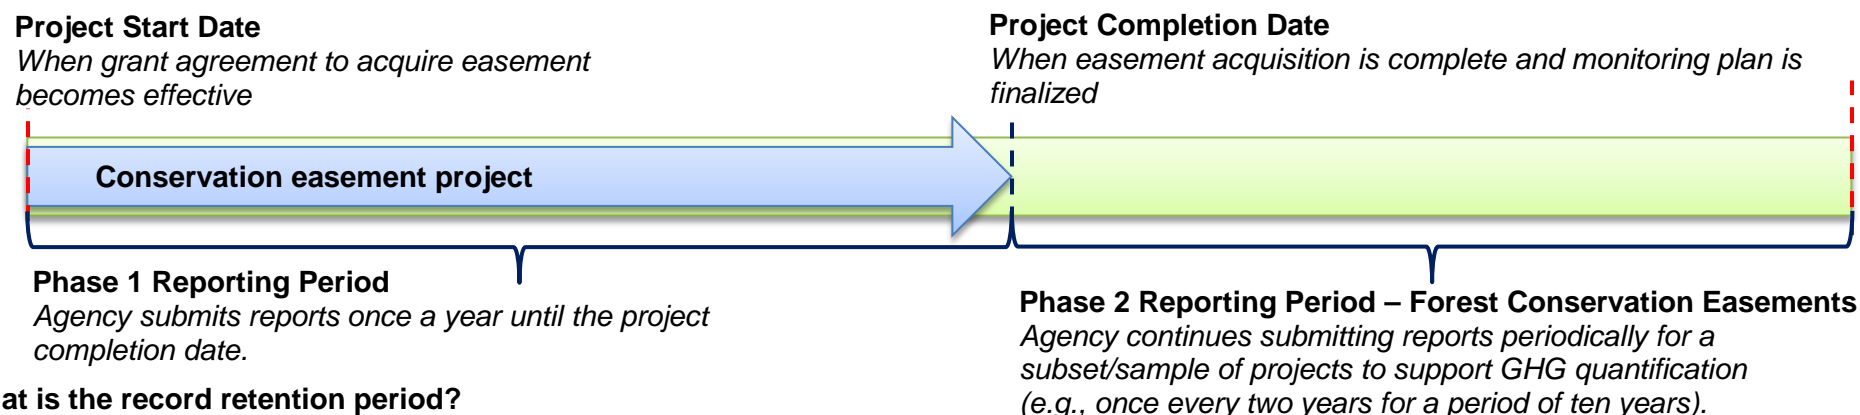 Project Start Date
When grant agreement to acquire easement
becomes effective
Project Completion Date
When easement acquisition is complete and monitoring plan is
finalized
Conservation easement project
Phase 1 Reporting Period
Agency submits reports once a year until the project
completion date.
Phase 2 Reporting Period – Forest Conservation Easements
Agency continues submitting reports periodically for a
subset/sample of projects to support GHG quantification
(e.g., once every two years for a period of ten years).
at is the record retention period?